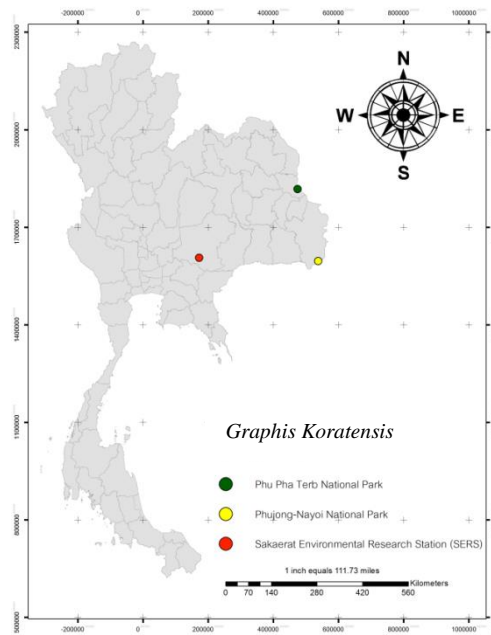 -200000 0 200000 400000 600000 800000 1000000
2300000
2000000
1700000
1400000
1100000
800000
500000
N
W E
S
Graphis Koratensis
Phu Pha Terb National Park
Phujong-Nayoi National Park
Sakaerat Environmental Research Station (SERS)
1 inch equals 111.73 miles
Kilometers
0 70 140 280 420 560
-200000 0 200000 400000 600000 800000 1000000